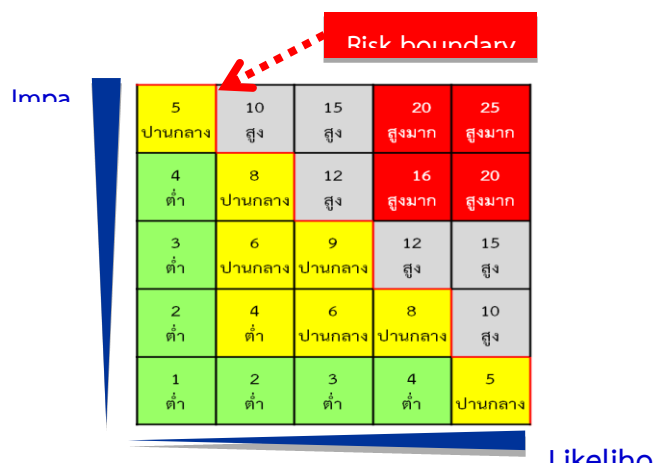 Risk boundary
Impa
5 10 15 20 25
ปานกลาง สูง สูง สูงมาก สูงมาก
4 8 12 16 20
ต่ำ ปานกลาง สูง สูงมาก สูงมาก
3 6 9 12 15
ต่ำ ปานกลาง ปานกลาง สูง สูง
2 4 6 8 10
ต่ำ ต่ำ ปานกลาง ปานกลาง สูง
1 2 3 4 5
ต่ำ ต่ำ ต่ำ ต่ำ ปานกลาง
Likeliho